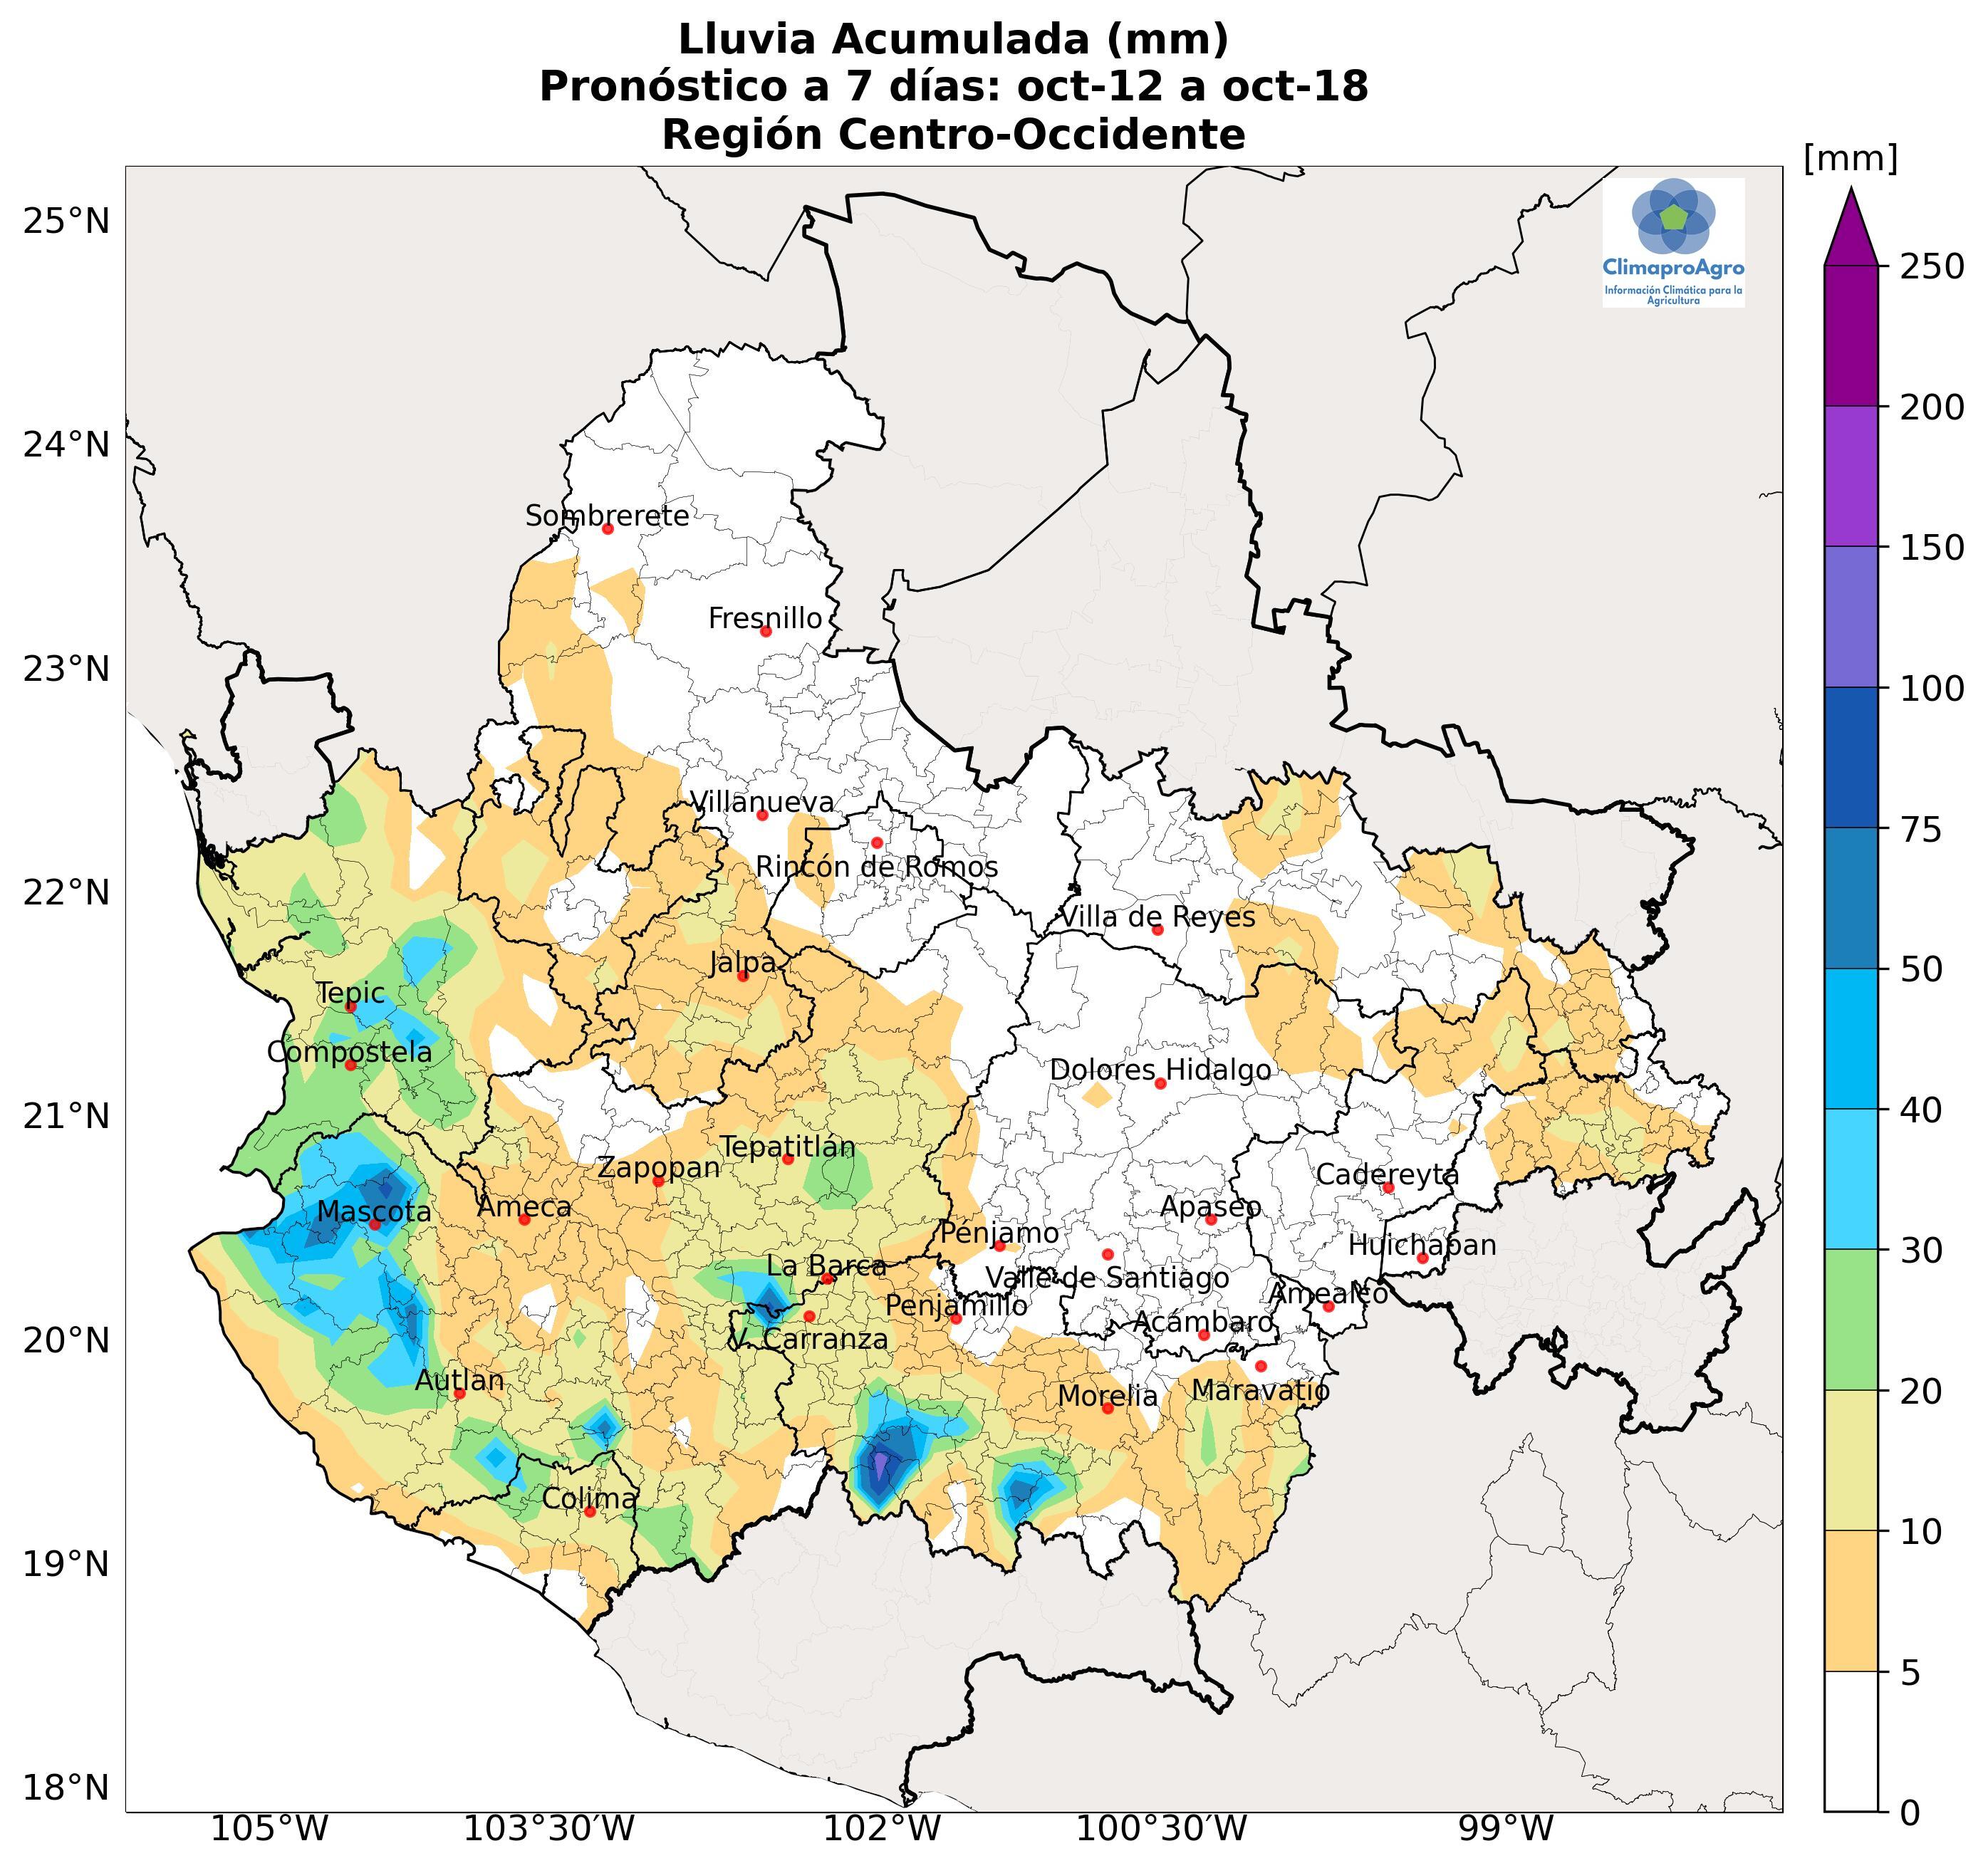 Lluvia Acumulada (mm)
Pronóstico a 7 días: oct-12 a oct-18
Región Centro-Occidente
[mm]
ClimaproAgro
Información Climática para la
Agricultura
25°N
24°N
23°N
22°N
21°N
20°N
19°N
18°N
Sombrerete
Fresnillo
Villanueva
Rincón de Romos
Villa de Reyes
Jalpa
Tepic
Compostela
Dolores Hidalgo
Tepatitlán
Zapopan
Cadereyta
Mascota
Ameca
Apaseo
Pénjamo
Huichapan
La Barca
Valle de Santiago
Amealco
Penjamillo
Acámbaro
V. Carranza
Autlán
Morelia
Maravatío
Colima
250
200
150
100
75
50
40
30
20
10
5
0
105°W
103°30'W
102°W
100°30'W
99°W